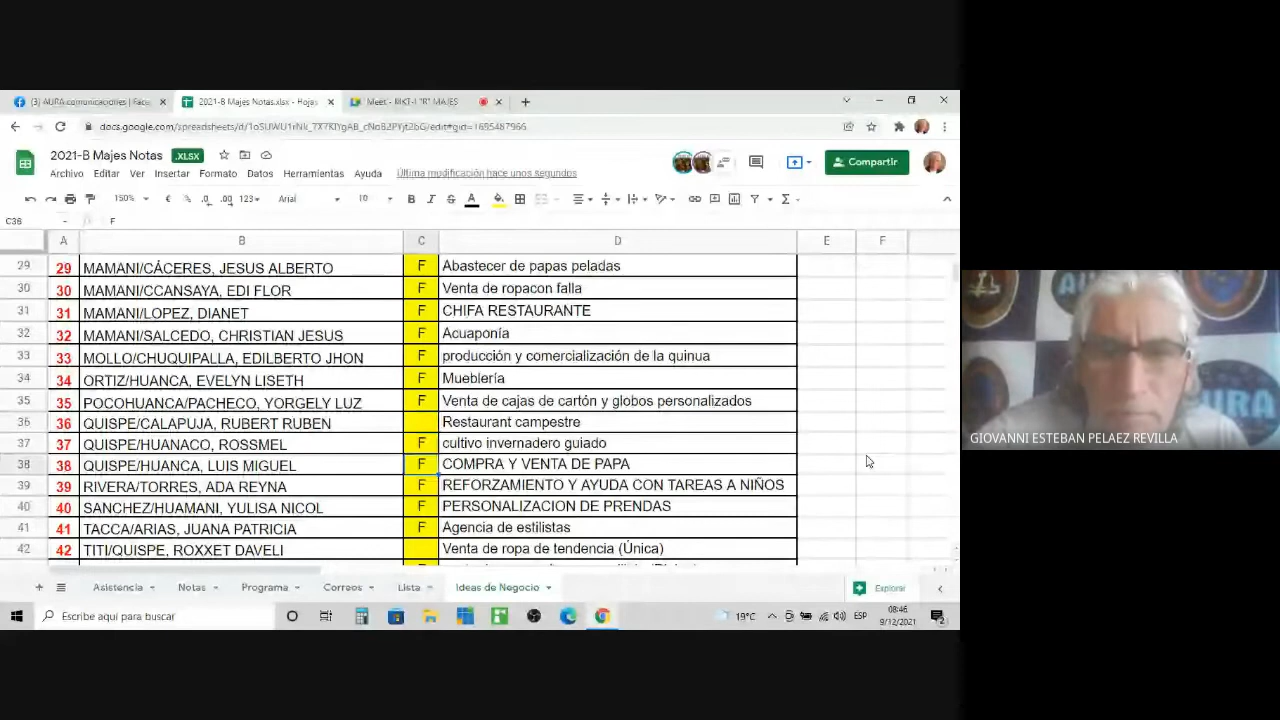 (3) AURA comunicaciones | Face
2021-B Majes Notas.xlsx - Hojas
Meet - MKT-I "R" MAJES
2021-B Majes Notas .XLSX
Archivo Editar Ver Insertar Formato Datos Herramientas Ayuda Última modificación hace unos segundos
Compartir
150% € % .0 .00 123 Arial 10 B I S A
C38 F
A B C D E F
29 29 MAMANI/CÁCERES, JESUS ALBERTO F Abastecer de papas peladas
30 30 MAMANI/CCANSAYA, EDI FLOR F Venta de ropacon falla
31 31 MAMANI/LOPEZ, DIANET F CHIFA RESTAURANTE
32 32 MAMANI/SALCEDO, CHRISTIAN JESUS F Acuaponía
33 33 MOLLO/CHUQUIPALLA, EDILBERTO JHON F producción y comercialización de la quinua
34 34 ORTIZ/HUANCA, EVELYN LISETH F Mueblería
35 35 POCOHUANCA/PACHECO, YORGELY LUZ F Venta de cajas de cartón y globos personalizados
36 36 QUISPE/CALAPUJA, RUBERT RUBEN Restaurant campestre
37 37 QUISPE/HUANACO, ROSSMEL F cultivo invernadero guiado
38 38 QUISPE/HUANCA, LUIS MIGUEL F COMPRA Y VENTA DE PAPA
39 39 RIVERA/TORRES, ADA REYNA F REFORZAMIENTO Y AYUDA CON TAREAS A NIÑOS
40 40 SANCHEZ/HUAMANI, YULISA NICOL F PERSONALIZACION DE PRENDAS
41 41 TACCA/ARIAS, JUANA PATRICIA F Agencia de estilistas
42 42 TITI/QUISPE, ROXXET DAVELI Venta de ropa de tendencia (Única)
Asistencia Notas Programa Correos Lista Ideas de Negocio Explorar
Escribe aquí para buscar
19°C ESP
08:46
9/12/2021
AURA
GIOVANNI ESTEBAN PELAEZ REVILLA